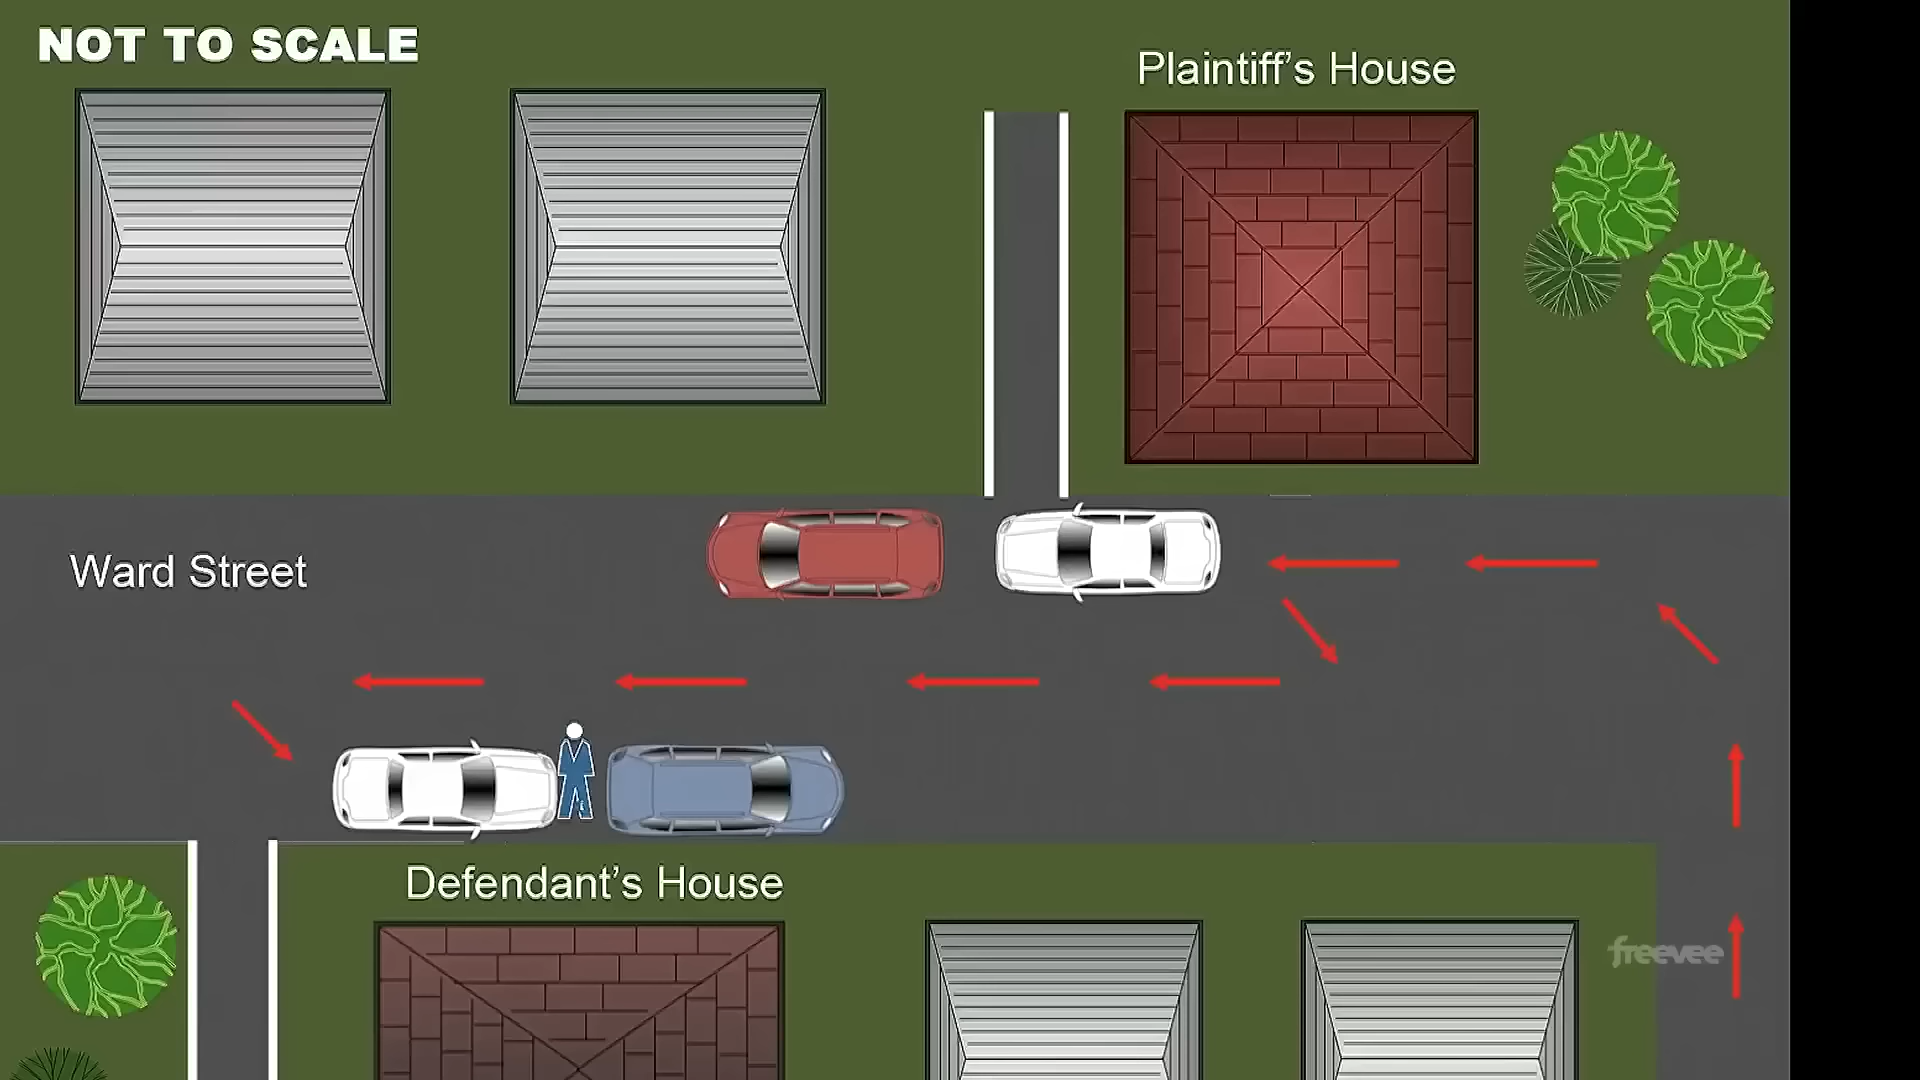 NOT TO SCALE
Plaintiff's House
Ward Street
Defendant's House
freevee